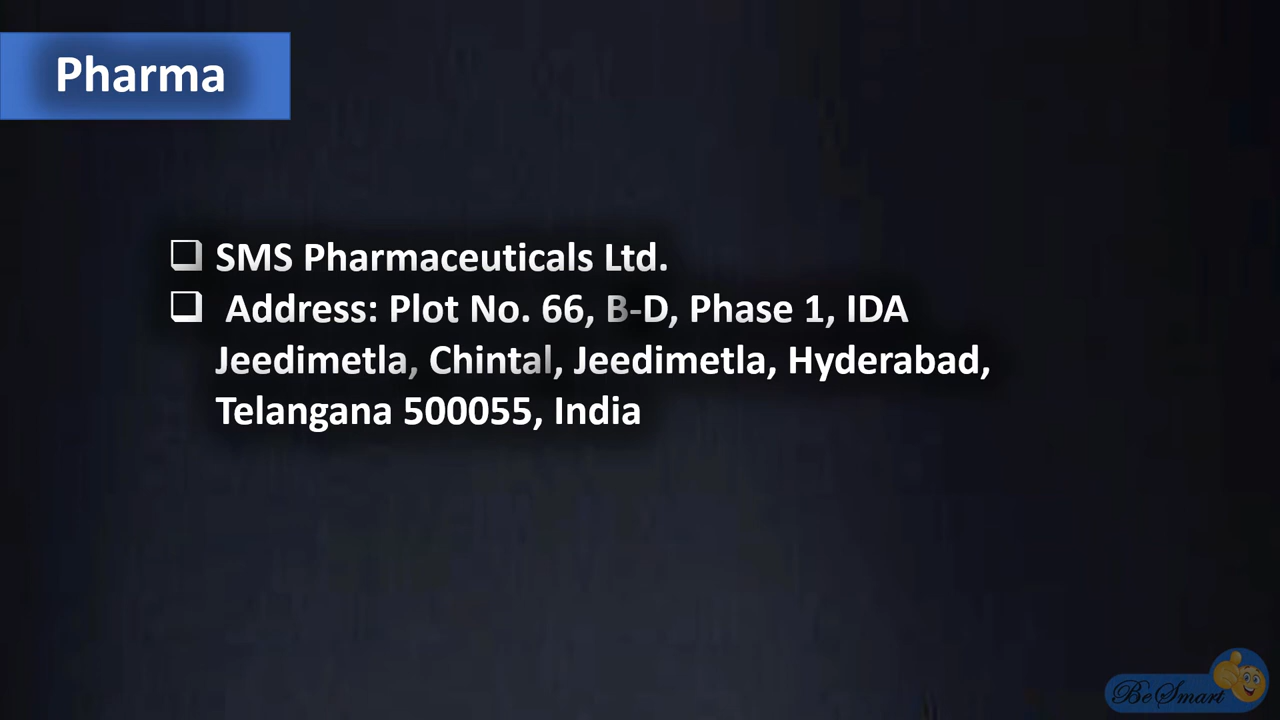 Pharma
SMS Pharmaceuticals Ltd.
Address: Plot No. 66, B-D, Phase 1, IDA
Jeedimetla, Chintal, Jeedimetla, Hyderabad,
Telangana 500055, India
BeSmart